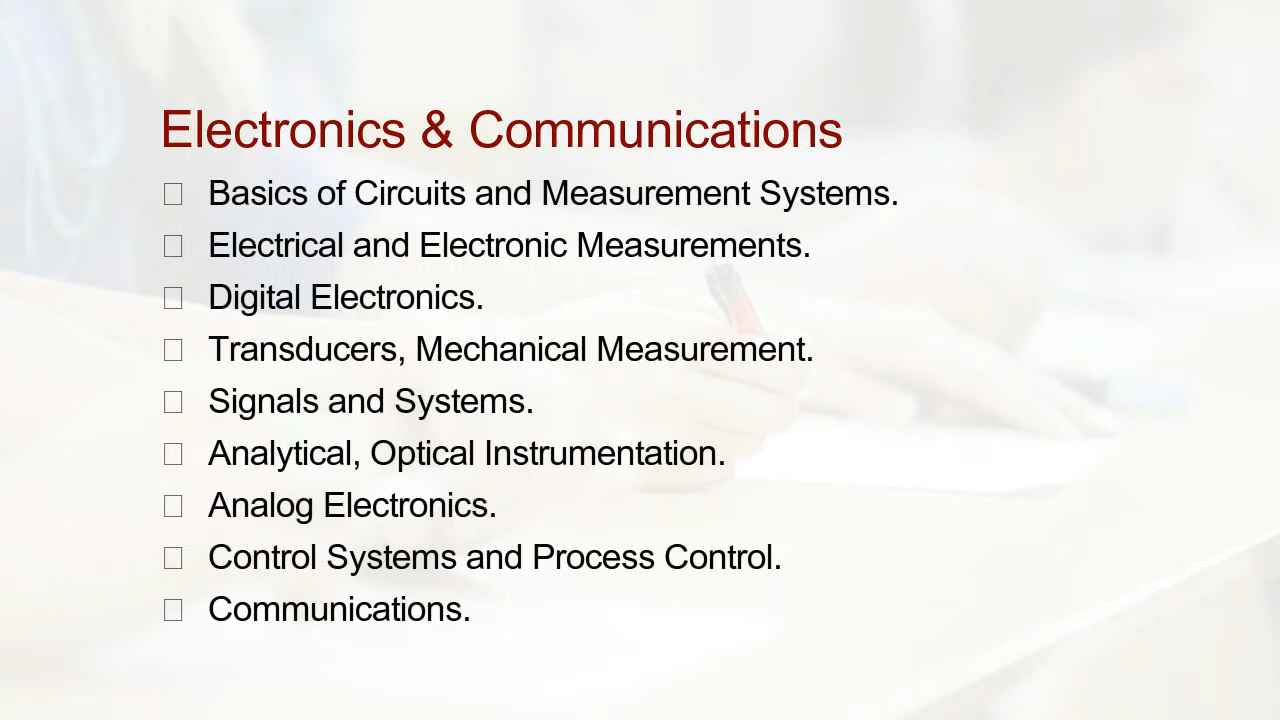 Electronics & Communications
Basics of Circuits and Measurement Systems.
Electrical and Electronic Measurements.
Digital Electronics.
Transducers, Mechanical Measurement.
Signals and Systems.
Analytical, Optical Instrumentation.
Analog Electronics.
Control Systems and Process Control.
Communications.